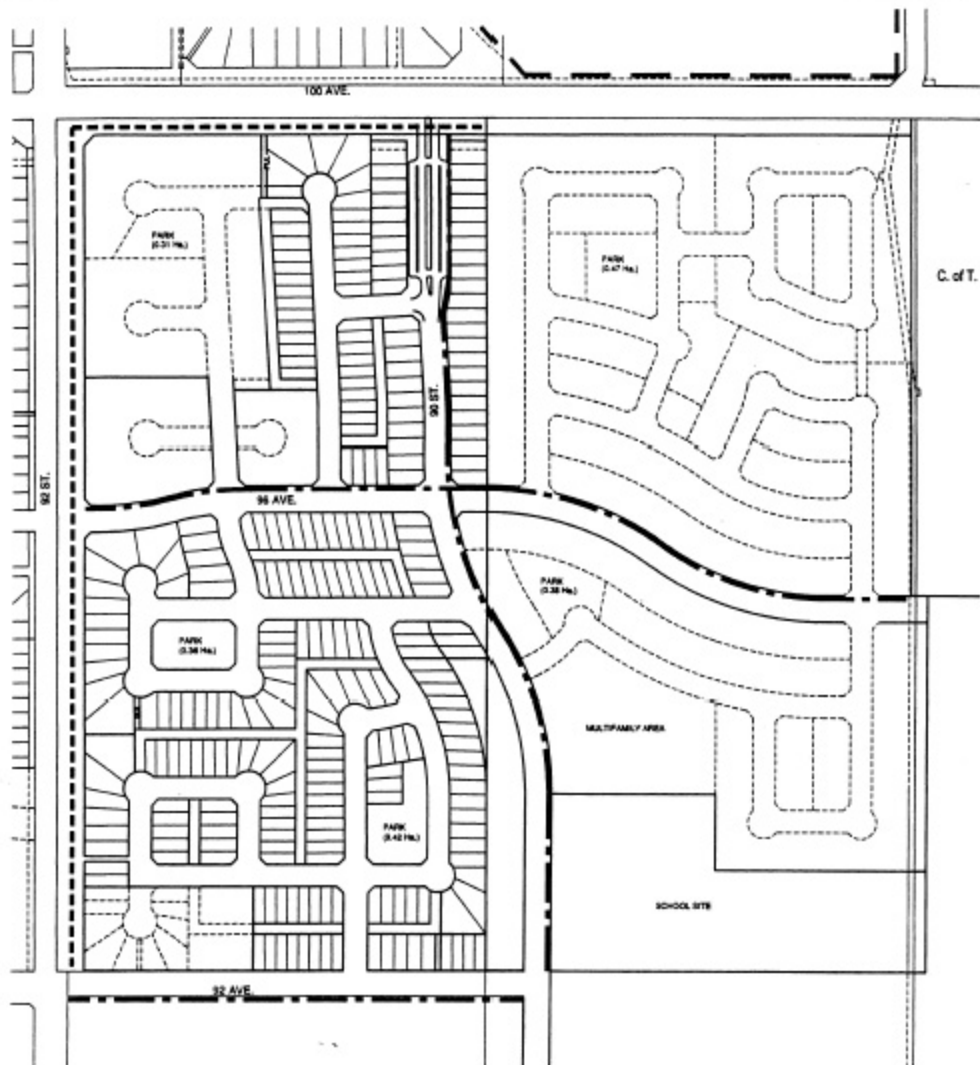 100 AVE.
PARK
(0.31 Ha.)
PARK
(0.47 Ha.)
C. of T.
90 ST.
92 ST.
96 AVE.
PARK
(0.38 Ha.)
PARK
(0.36 Ha.)
MULTIFAMILY AREA
PARK
(0.42 Ha.)
SCHOOL SITE
92 AVE.